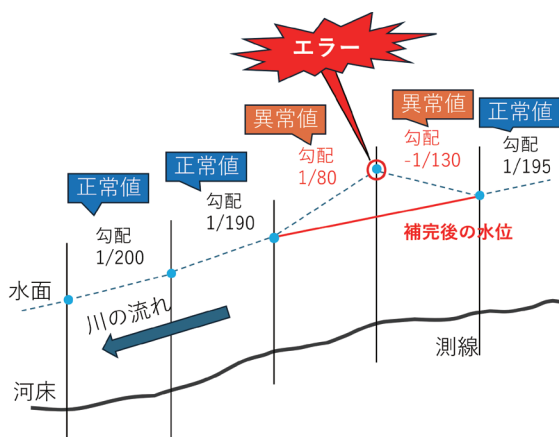 エラー
異常値
勾配
1/80
異常値
勾配
-1/130
正常値
勾配
1/195
正常値
勾配
1/190
正常値
勾配
1/200
補完後の水位
水面
川の流れ
測線
河床